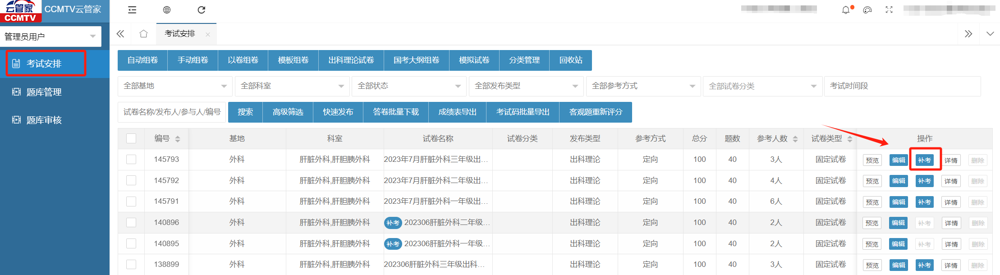 云管家
CCMTV
CCMTV云管家
管理员用户
考试安排
考试安排
题库管理
题库审核
自动组卷 手动组卷 以卷组卷 模板组卷 出科理论试卷 国考大纲组卷 模拟试卷 分类管理 回收站
全部基地 全部科室 全部状态 全部发布类型 全部参考方式 全部试卷分类 考试时间段
试卷名称/发布人/参与人/编号 搜索 高级筛选 快速发布 答卷批量下载 成绩表导出 考试码批量导出 客观题重新评分
编号 基地 科室 试卷名称 试卷分类 发布类型 参考方式 总分 题数 参考人数 试卷类型 操作
145793 外科 肝脏外科,肝胆胰外科 2023年7月肝脏外科三年级出... 出科理论 定向 100 40 3人 固定试卷 预览 编辑 补考 详情 删除
145792 外科 肝脏外科,肝胆胰外科 2023年7月肝脏外科二年级出... 出科理论 定向 100 40 4人 固定试卷 预览 编辑 补考 详情 删除
145791 外科 肝脏外科,肝胆胰外科 2023年7月肝脏外科一年级出... 出科理论 定向 100 40 6人 固定试卷 预览 编辑 补考 详情 删除
140896 外科 肝脏外科,肝胆胰外科 补考 202306肝脏外科二年级... 出科理论 定向 100 40 2人 固定试卷 预览 编辑 补考 详情 删除
140895 外科 肝脏外科,肝胆胰外科 补考 202306肝脏外科一年级... 出科理论 定向 100 40 2人 固定试卷 预览 编辑 补考 详情 删除
138899 外科 肝脏外科,肝胆胰外科 202306肝脏外科三年级出科... 出科理论 定向 100 40 3人 固定试卷 预览 编辑 补考 详情 删除